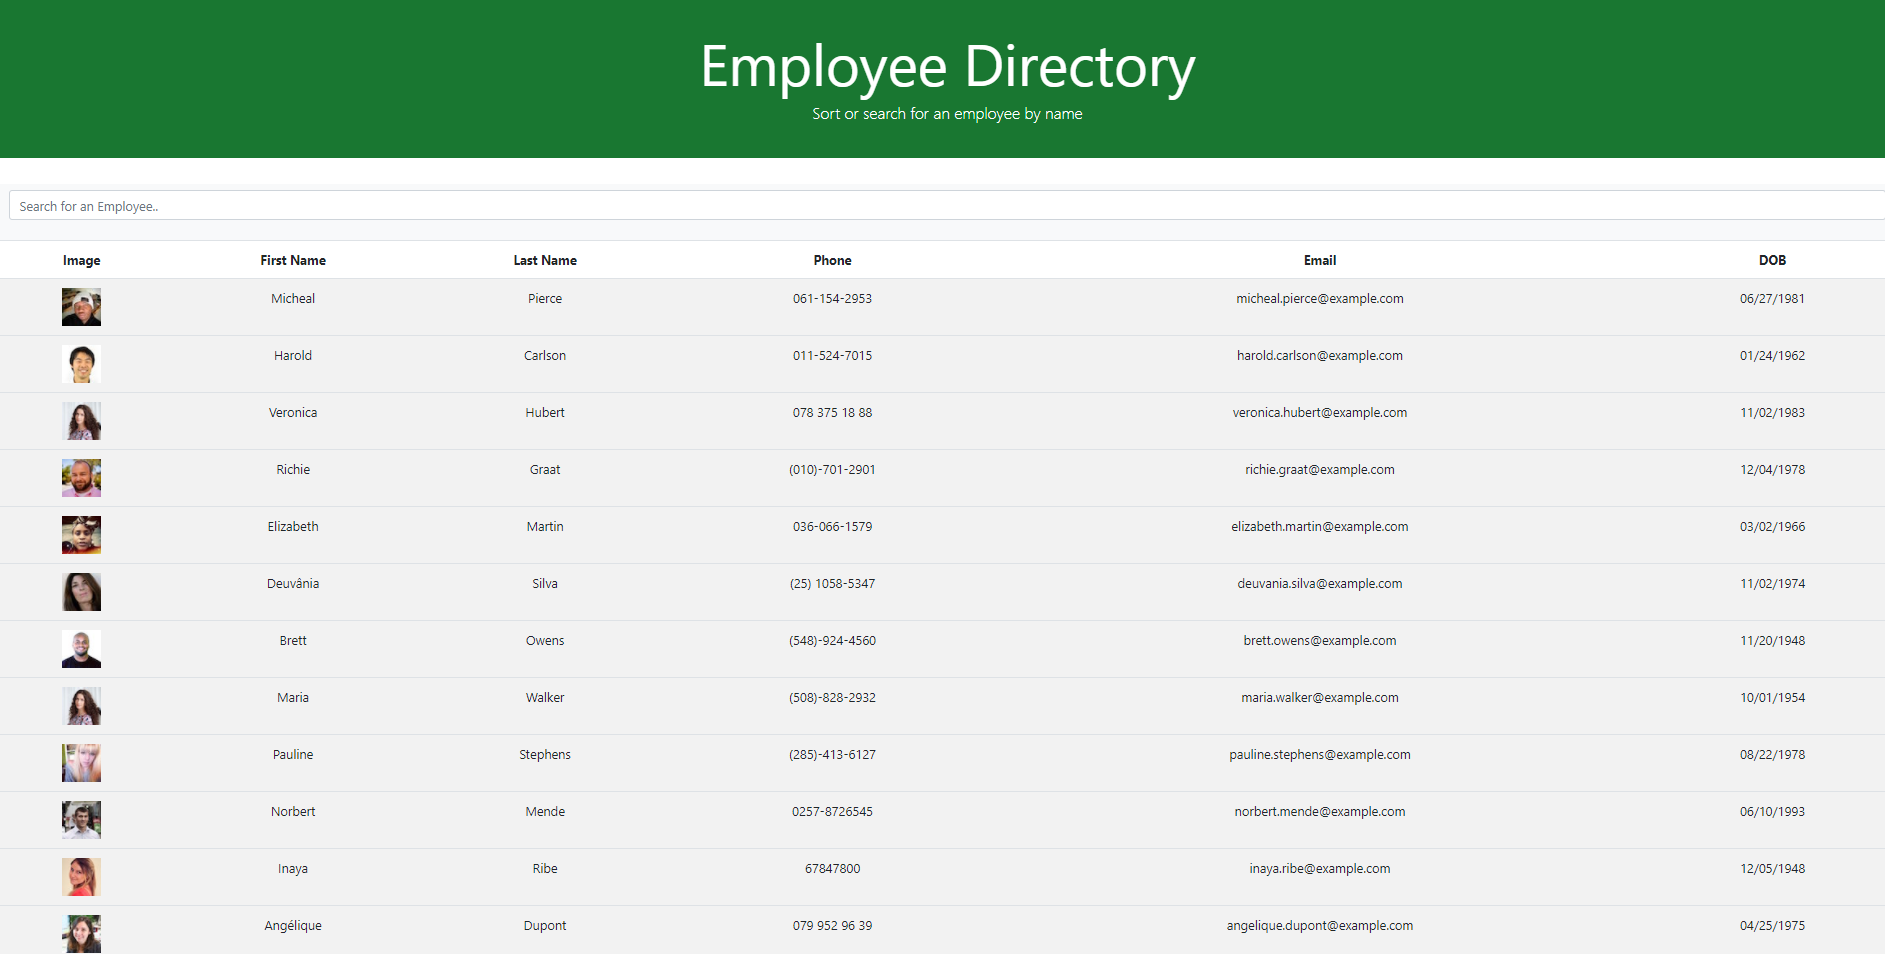 Employee Directory
Sort or search for an employee by name
Search for an Employee..
Image First Name Last Name Phone Email DOB
Micheal Pierce 061-154-2953 micheal.pierce@example.com 06/27/1981
Harold Carlson 011-524-7015 harold.carlson@example.com 01/24/1962
Veronica Hubert 078 375 18 88 veronica.hubert@example.com 11/02/1983
Richie Graat (010)-701-2901 richie.graat@example.com 12/04/1978
Elizabeth Martin 036-066-1579 elizabeth.martin@example.com 03/02/1966
Deuvânia Silva (25) 1058-5347 deuvania.silva@example.com 11/02/1974
Brett Owens (548)-924-4560 brett.owens@example.com 11/20/1948
Maria Walker (508)-828-2932 maria.walker@example.com 10/01/1954
Pauline Stephens (285)-413-6127 pauline.stephens@example.com 08/22/1978
Norbert Mende 0257-8726545 norbert.mende@example.com 06/10/1993
Inaya Ribe 67847800 inaya.ribe@example.com 12/05/1948
Angélique Dupont 079 952 96 39 angelique.dupont@example.com 04/25/1975